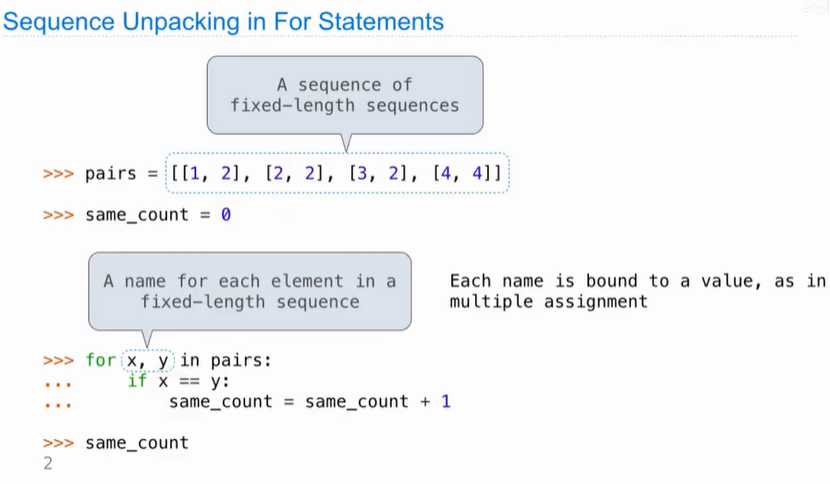 Sequence Unpacking in For Statements
A sequence of
fixed-length sequences
>>> pairs = [[1, 2], [2, 2], [3, 2], [4, 4]]
>>> same_count = 0
A name for each element in a
fixed-length sequence
Each name is bound to a value, as in
multiple assignment
>>> for x, y in pairs:
...     if x == y:
...         same_count = same_count + 1
>>> same_count
2